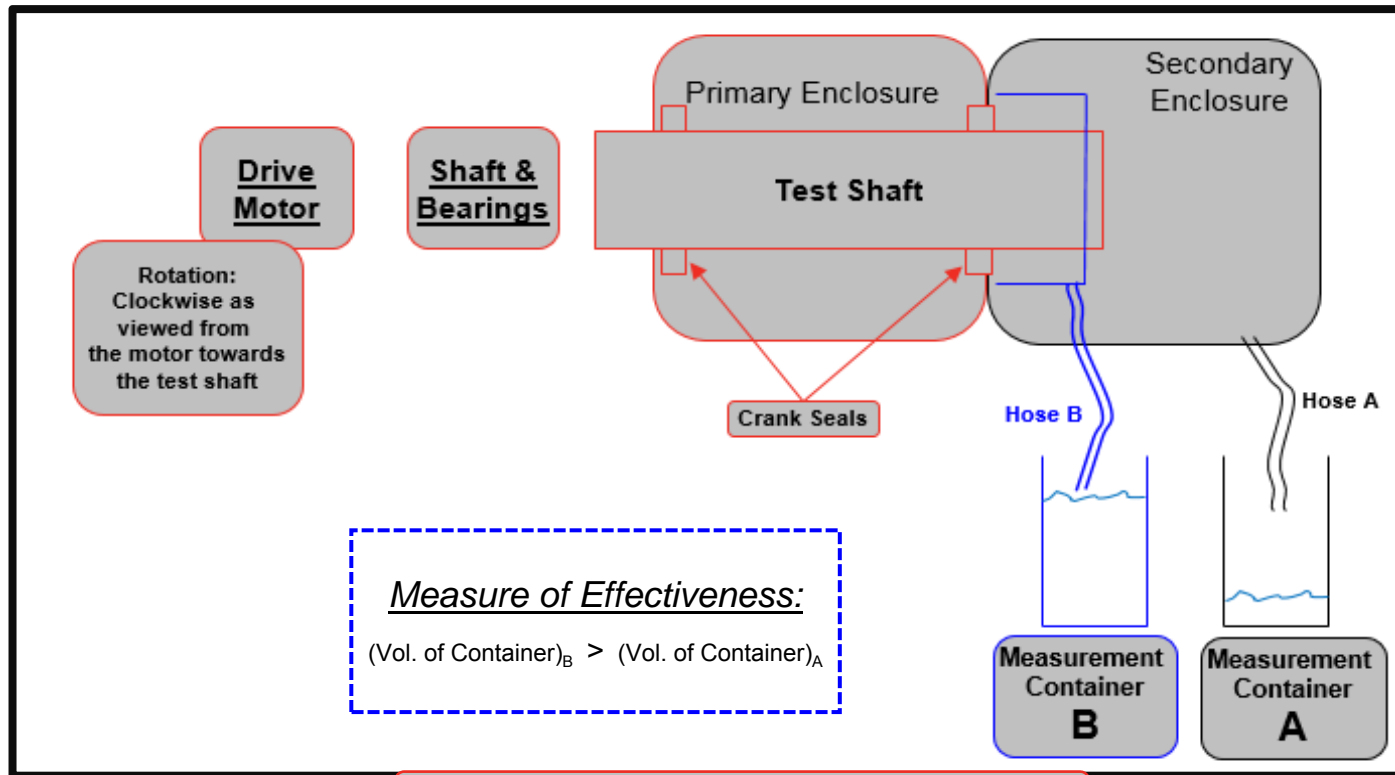 Primary Enclosure
Secondary
Enclosure
Drive
Motor
Shaft &
Bearings
Test Shaft
Rotation:
Clockwise as
viewed from
the motor towards
the test shaft
Crank Seals
Hose B
Hose A
Measure of Effectiveness:
(Vol. of Container)B > (Vol. of Container)A
Measurement
Container
B
Measurement
Container
A